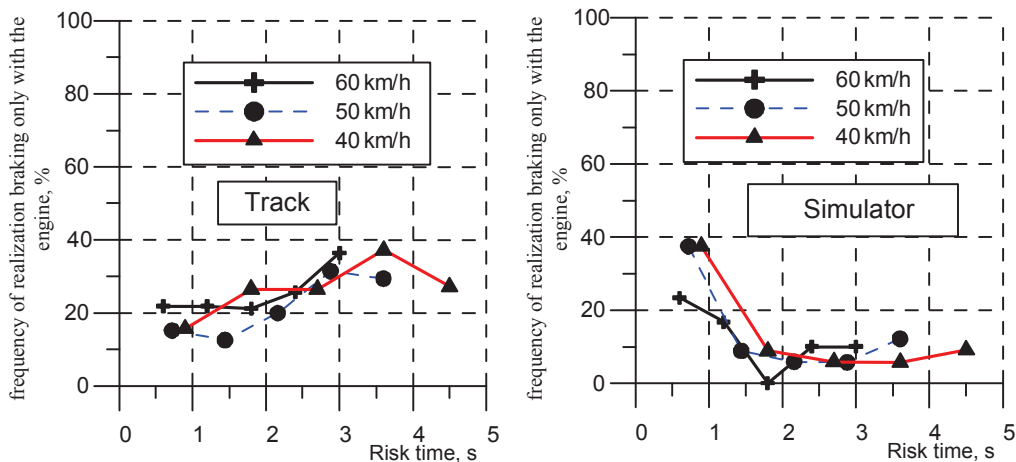 frequency of realization braking only with the
engine, %
100
80
60
40
20
0
60 km/h
50 km/h
40 km/h
Track
0 1 2 3 4 5
Risk time, s
frequency of realization braking only with the
engine, %
100
80
60
40
20
0
60 km/h
50 km/h
40 km/h
Simulator
0 1 2 3 4 5
Risk time, s